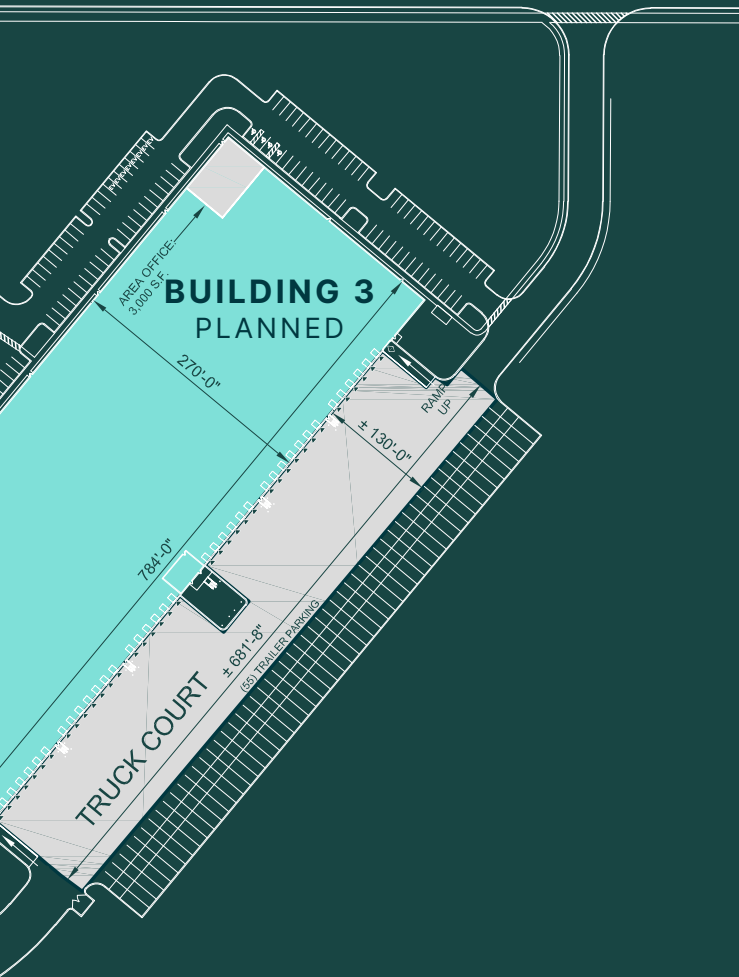 AREA OFFICE:
3,000 S.F.
BUILDING 3
PLANNED
270'-0"
RAMP
UP
± 130'-0"
784'-0"
± 681'-8"
(55) TRAILER PARKING
TRUCK COURT